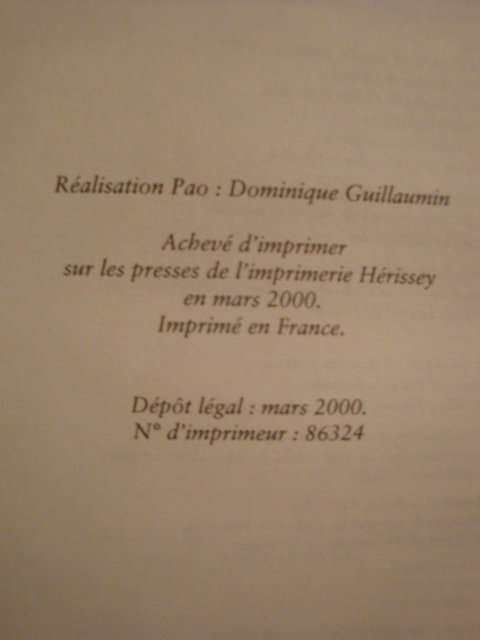 Réalisation Pao : Dominique Guillaumin
Achevé d'imprimer
sur les presses de l'imprimerie Hérissey
en mars 2000.
Imprimé en France.
Dépôt légal : mars 2000.
N° d'imprimeur : 86324